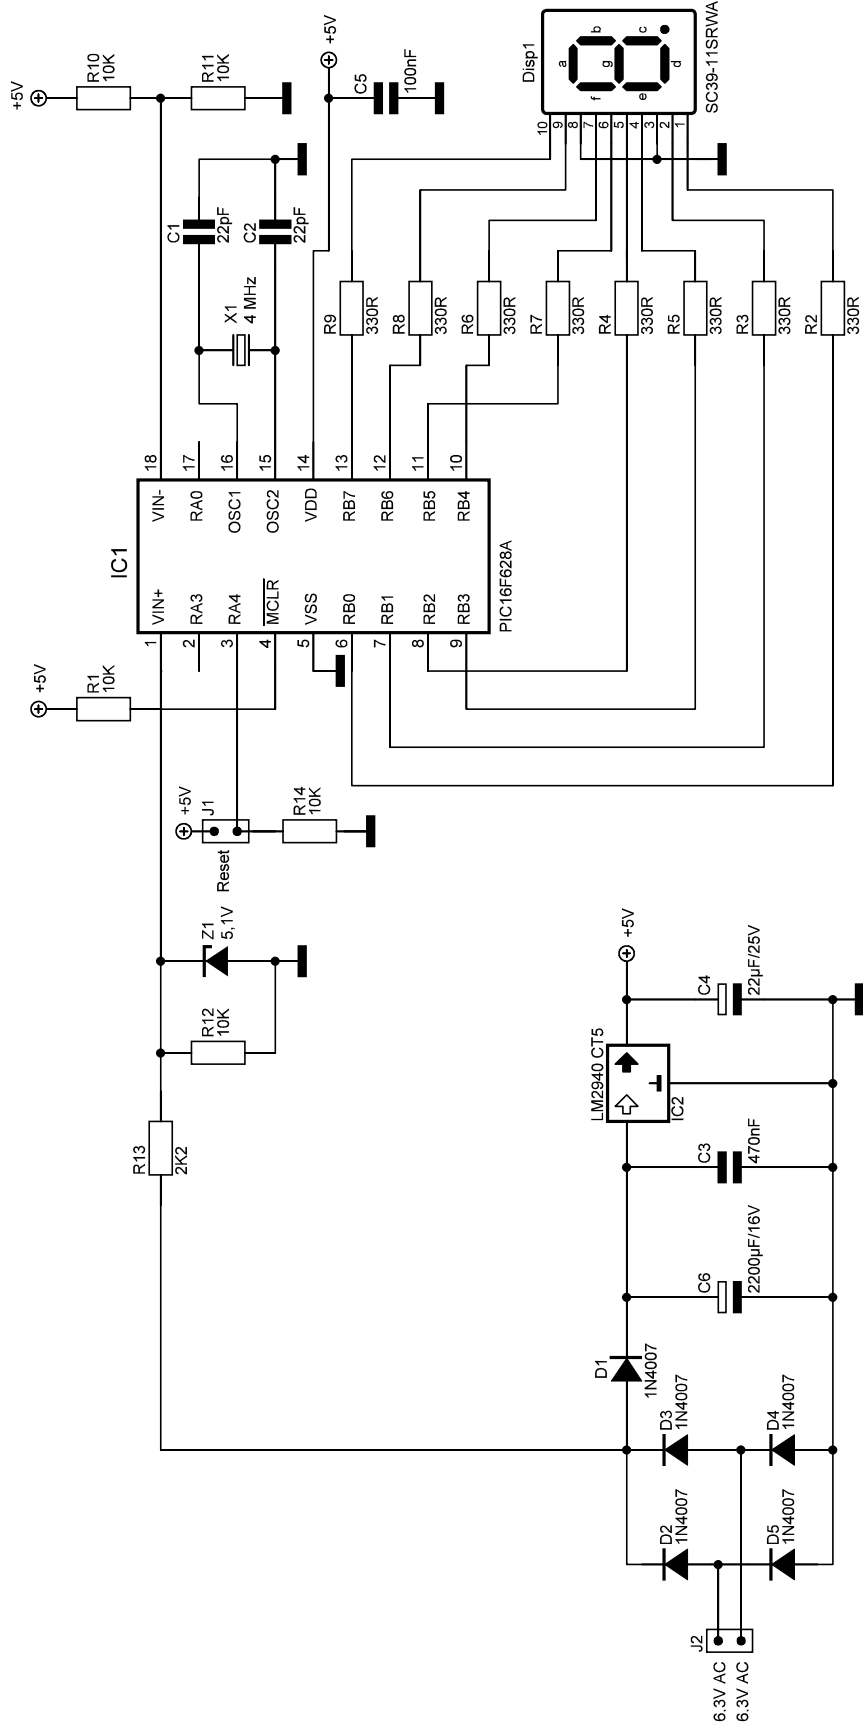 +5V
R10
10K
R11
10K
+5V
C5
100nF
Disp1
a
b
c
d
e
f
g
SC39-11SRWA
10
9
8
7
6
5
4
3
2
1
C1
22pF
C2
22pF
X1
4 MHz
R9
330R
R8
330R
R6
330R
R7
330R
R4
330R
R5
330R
R3
330R
R2
330R
18
17
16
15
14
13
12
11
10
VIN-
RA0
OSC1
OSC2
VDD
RB7
RB6
RB5
RB4
IC1
PIC16F628A
VIN+
RA3
RA4
MCLR
VSS
RB0
RB1
RB2
RB3
1
2
3
4
5
6
7
8
9
+5V
R1
10K
+5V
J1
Reset
R14
10K
Z1
5,1V
R12
10K
R13
2K2
+5V
C4
22µF/25V
LM2940 CT5
IC2
C3
470nF
C6
2200µF/16V
D1
1N4007
D3
1N4007
D4
1N4007
D2
1N4007
D5
1N4007
J2
6.3V AC
6.3V AC